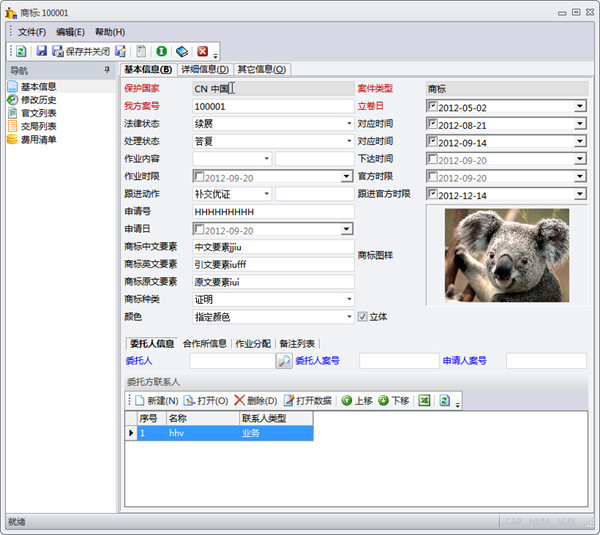 商标: 100001
文件(F) 编辑(E) 帮助(H)
保存并关闭
导航
基本信息
修改历史
官文列表
交局列表
费用清单
基本信息(B) 详细信息(D) 其它信息(O)
保护国家 CN 中国 案件类型 商标
我方案号 100001 立卷日 2012-05-02
法律状态 续展 对应时间 2012-08-21
处理状态 答复 对应时间 2012-09-14
作业内容 下达时间 2012-09-20
作业时限 2012-09-20 官方时限 2012-09-20
跟进动作 补交优证 跟进官方时限 2012-12-14
申请号 HHHHHHHHH
申请日 2012-09-20
商标中文要素 中文要素jjiu
商标图样
商标英文要素 引文要素iufff
商标原文要素 原文要素iui
商标种类 证明
颜色 指定颜色 立体
委托人信息 合作所信息 作业分配 备注列表
委托人 委托人案号 申请人案号
委托方联系人
新建(N) 打开(O) 删除(D) 打开数据 上移 下移
序号 名称 联系人类型
1 hhv 业务
就绪 CAP NUM SCRL